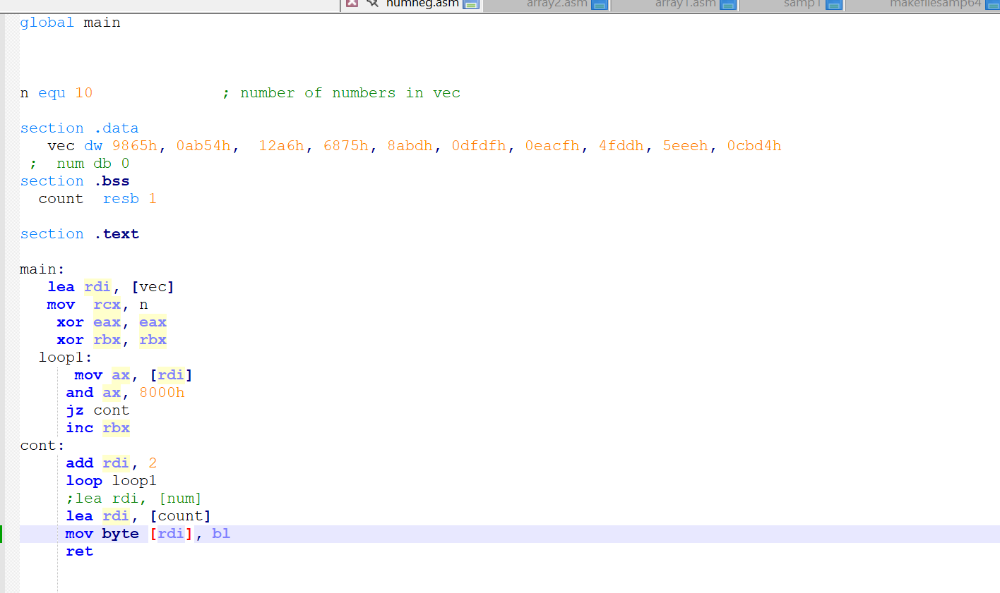 numneg.asm array2.asm array1.asm samp1 makefilesamp64
global main
n equ 10 ; number of numbers in vec
section .data
vec dw 9865h, 0ab54h, 12a6h, 6875h, 8abdh, 0dfdfh, 0eacfh, 4fddh, 5eeeh, 0cbd4h
; num db 0
section .bss
count resb 1
section .text
main:
lea rdi, [vec]
mov rcx, n
xor eax, eax
xor rbx, rbx
loop1:
mov ax, [rdi]
and ax, 8000h
jz cont
inc rbx
cont:
add rdi, 2
loop loop1
;lea rdi, [num]
lea rdi, [count]
mov byte [rdi], bl
ret